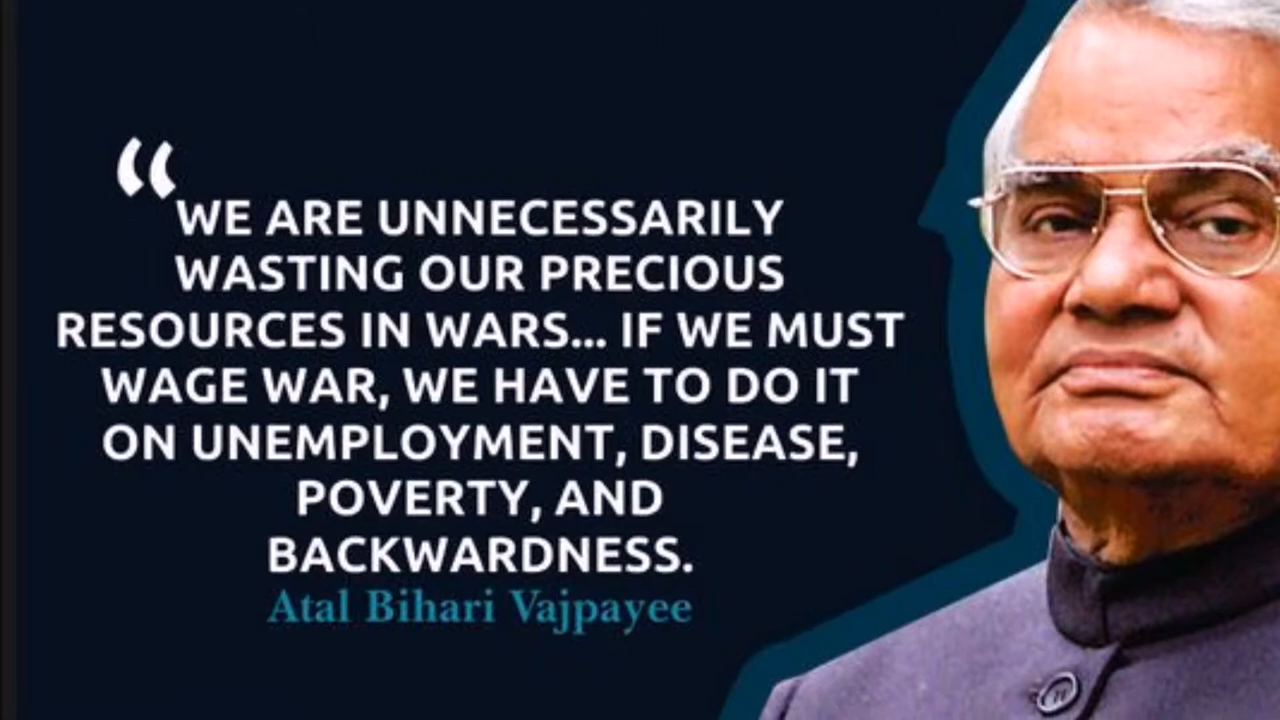 “
WE ARE UNNECESSARILY
WASTING OUR PRECIOUS
RESOURCES IN WARS... IF WE MUST
WAGE WAR, WE HAVE TO DO IT
ON UNEMPLOYMENT, DISEASE,
POVERTY, AND
BACKWARDNESS.
Atal Bihari Vajpayee